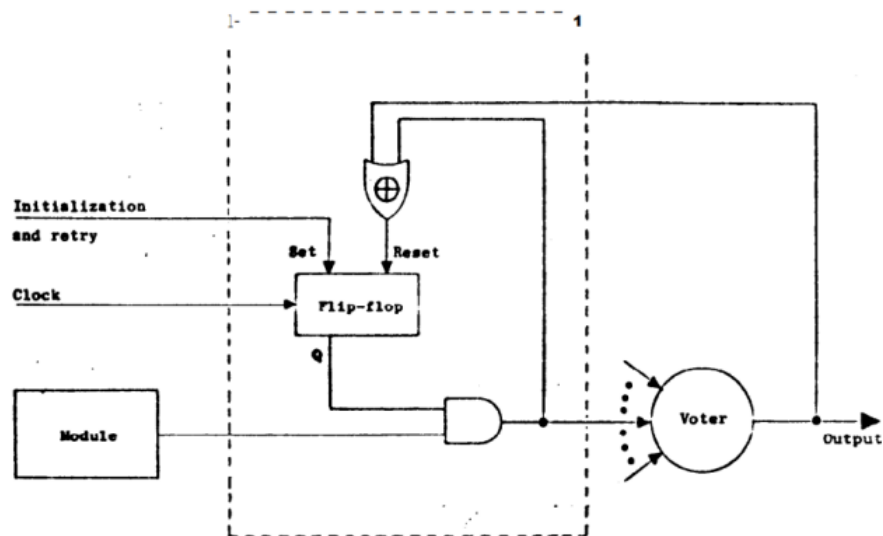 1
Initialization
and retry
Set
Reset
Clock
Flip-flop
Q
Module
Voter
Output